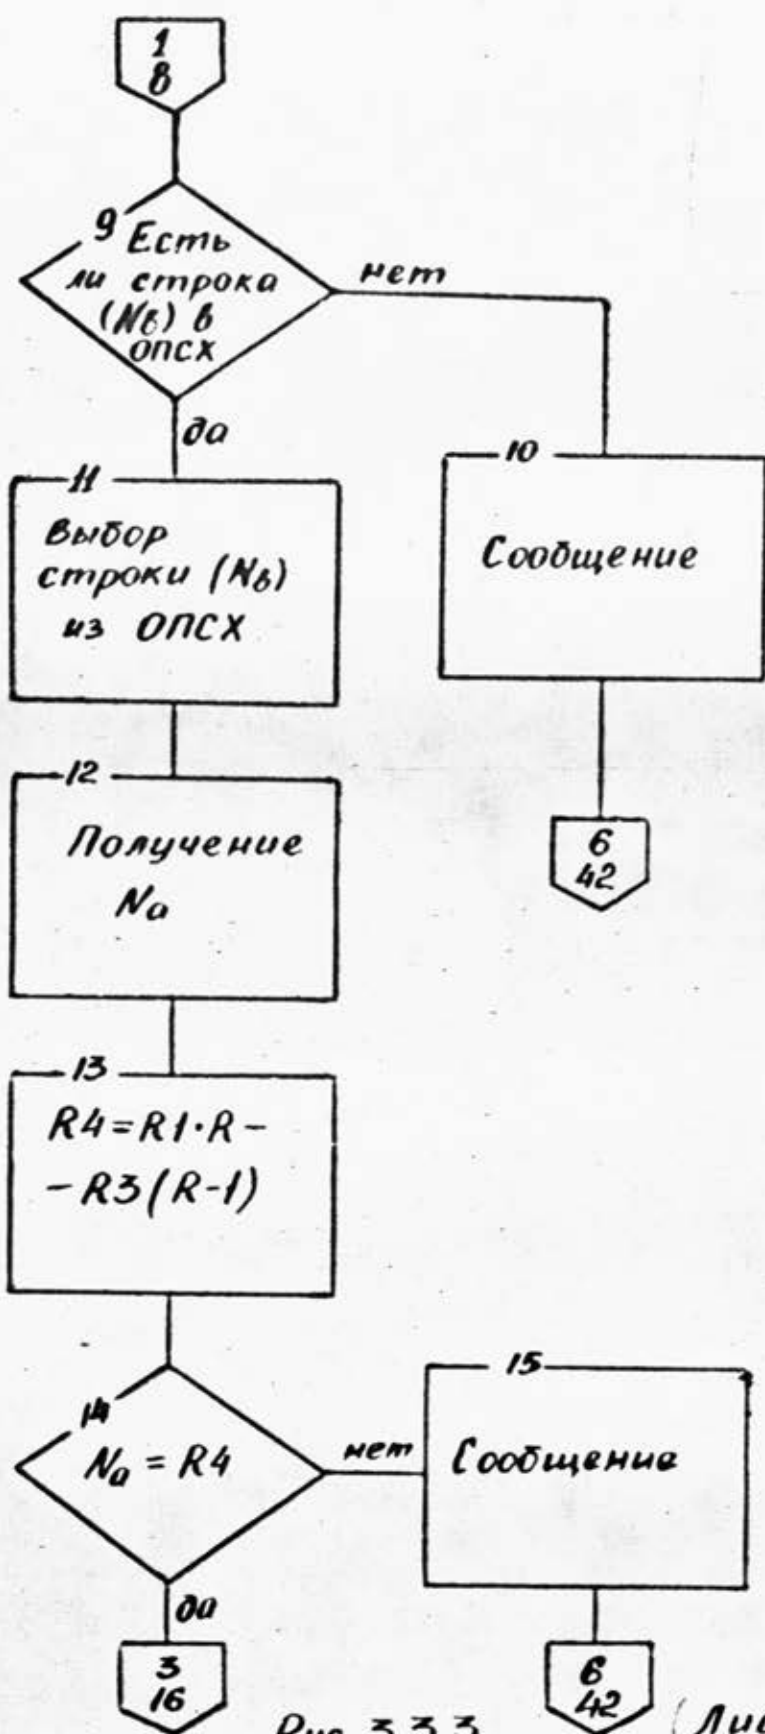 1
8
9
Есть
ли строка
(Nв) в
ОПСХ
нет
да
11
Выбор
строки (Nв)
из ОПСХ
10
Сообщение
12
Получение
Nа
6
42
13
R4=R1·R-
-R3(R-1)
14
Nа = R4
нет
15
Сообщение
да
3
16
6
42
Рис 3.3.3